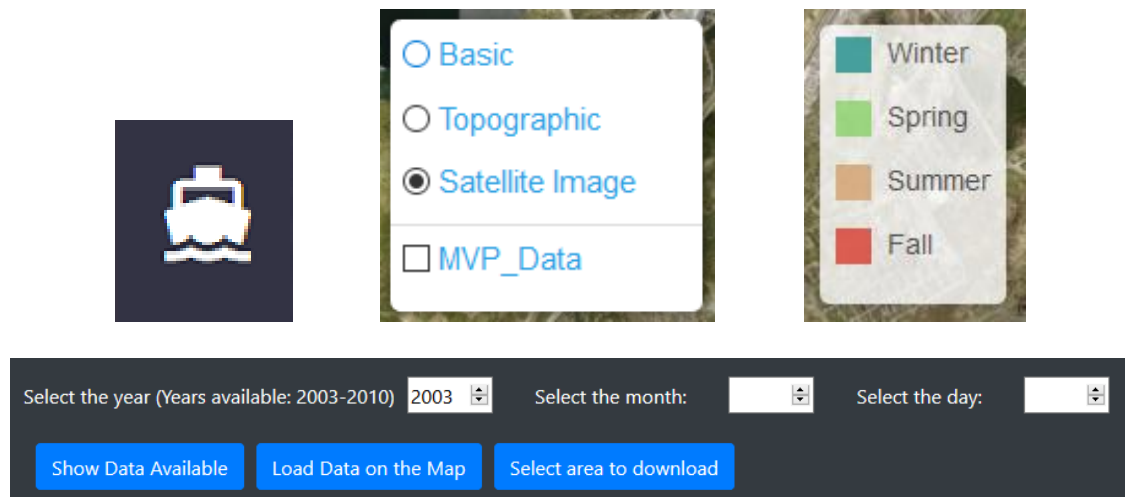 Basic
Topographic
Satellite Image
MVP_Data
Winter
Spring
Summer
Fall
Select the year (Years available: 2003-2010) 2003 Select the month: Select the day:
Show Data Available Load Data on the Map Select area to download